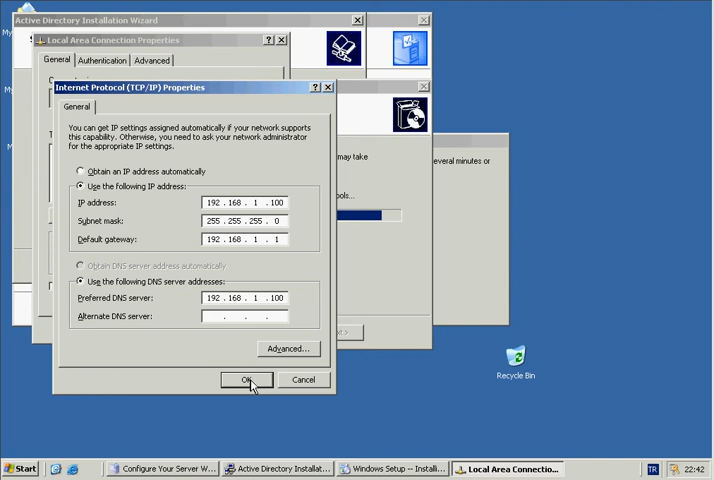 Active Directory Installation Wizard
Local Area Connection Properties
General
Authentication
Advanced
Internet Protocol (TCP/IP) Properties
General
You can get IP settings assigned automatically if your network supports
this capability. Otherwise, you need to ask your network administrator
for the appropriate IP settings.
Obtain an IP address automatically
Use the following IP address:
IP address:
192 . 168 . 1 . 100
Subnet mask:
255 . 255 . 255 . 0
Default gateway:
192 . 168 . 1 . 1
Obtain DNS server address automatically
Use the following DNS server addresses:
Preferred DNS server:
192 . 168 . 1 . 100
Alternate DNS server:
. . .
Advanced...
OK
Cancel
may take
several minutes or
ools...
Recycle Bin
Start
Configure Your Server W...
Active Directory Installat...
Windows Setup -- Installi...
Local Area Connectio...
TR
22:42